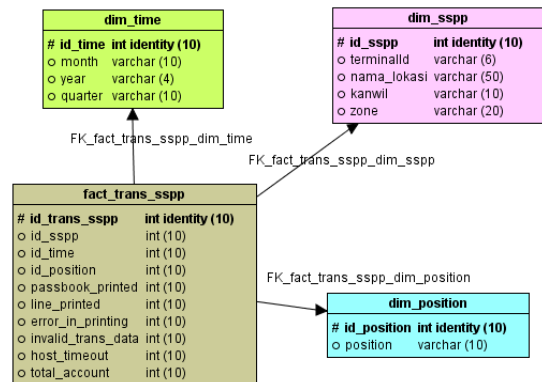 dim_time
# id_time int identity (10)
month varchar (10)
year varchar (4)
quarter varchar (10)
dim_sspp
# id_sspp int identity (10)
terminalId varchar (6)
nama_lokasi varchar (50)
kanwil varchar (10)
zone varchar (20)
FK_fact_trans_sspp_dim_time
FK_fact_trans_sspp_dim_sspp
fact_trans_sspp
# id_trans_sspp int identity (10)
id_sspp int (10)
id_time int (10)
id_position int (10)
passbook_printed int (10)
line_printed int (10)
error_in_printing int (10)
invalid_trans_data int (10)
host_timeout int (10)
total_account int (10)
FK_fact_trans_sspp_dim_position
dim_position
# id_position int identity (10)
position varchar (10)